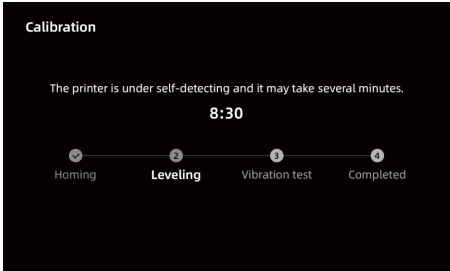 Calibration
The printer is under self-detecting and it may take several minutes.
8:30
2 3 4
Homing Leveling Vibration test Completed